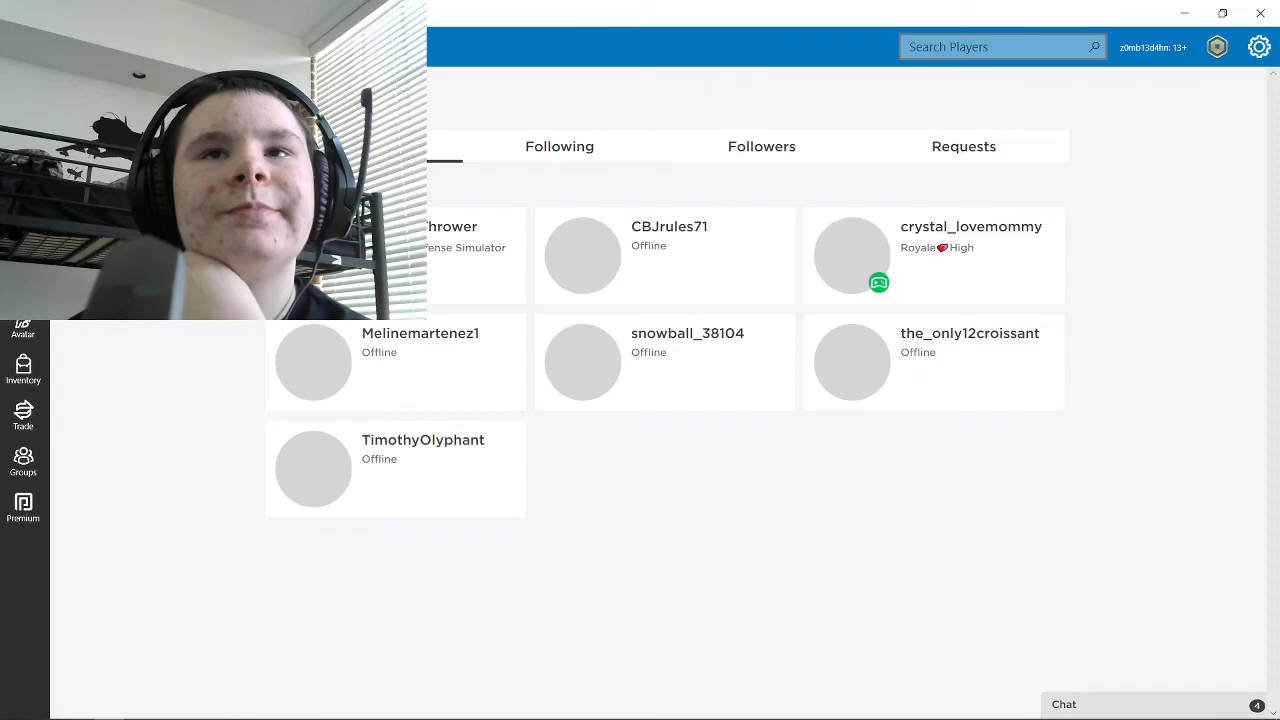 Search Players
z0mb13d4hn: 13+
Following
Followers
Requests
hrower
fense Simulator
CBJrules71
Offline
crystal_lovemommy
Royale💗High
Melinemartenez1
Offline
snowball_38104
Offline
the_only12croissant
Offline
TimothyOlyphant
Offline
Avatar
Inventory
Trade
Groups
Premium
Chat
4